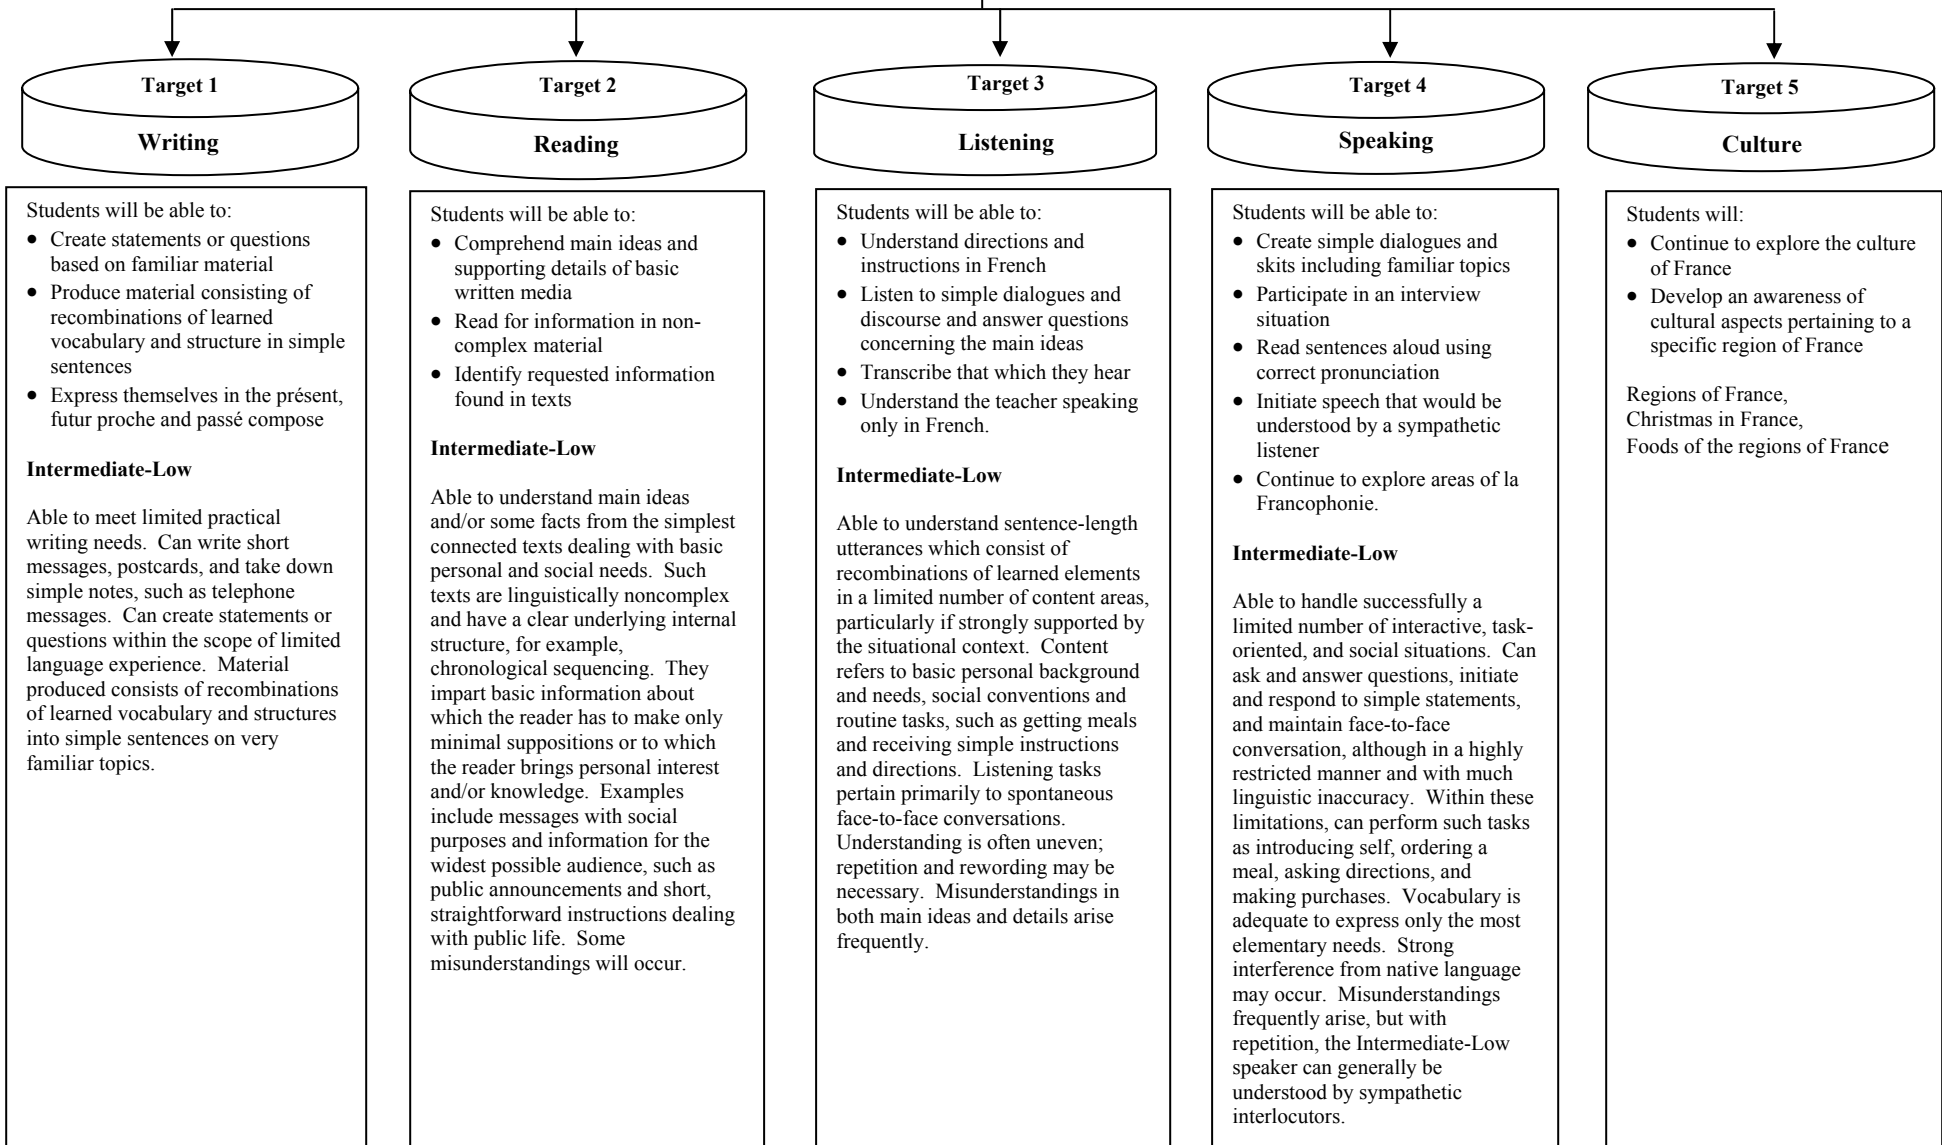 Target 1
Writing
Students will be able to:
• Create statements or questions
based on familiar material
• Produce material consisting of
recombinations of learned
vocabulary and structure in simple
sentences
• Express themselves in the présent,
futur proche and passé compose
Intermediate-Low
Able to meet limited practical
writing needs.  Can write short
messages, postcards, and take down
simple notes, such as telephone
messages.  Can create statements or
questions within the scope of limited
language experience.  Material
produced consists of recombinations
of learned vocabulary and structures
into simple sentences on very
familiar topics.
Target 2
Reading
Students will be able to:
• Comprehend main ideas and
supporting details of basic
written media
• Read for information in non-
complex material
• Identify requested information
found in texts
Intermediate-Low
Able to understand main ideas
and/or some facts from the simplest
connected texts dealing with basic
personal and social needs.  Such
texts are linguistically noncomplex
and have a clear underlying internal
structure, for example,
chronological sequencing.  They
impart basic information about
which the reader has to make only
minimal suppositions or to which
the reader brings personal interest
and/or knowledge.  Examples
include messages with social
purposes and information for the
widest possible audience, such as
public announcements and short,
straightforward instructions dealing
with public life.  Some
misunderstandings will occur.
Target 3
Listening
Students will be able to:
• Understand directions and
instructions in French
• Listen to simple dialogues and
discourse and answer questions
concerning the main ideas
• Transcribe that which they hear
• Understand the teacher speaking
only in French.
Intermediate-Low
Able to understand sentence-length
utterances which consist of
recombinations of learned elements
in a limited number of content areas,
particularly if strongly supported by
the situational context.  Content
refers to basic personal background
and needs, social conventions and
routine tasks, such as getting meals
and receiving simple instructions
and directions.  Listening tasks
pertain primarily to spontaneous
face-to-face conversations.
Understanding is often uneven;
repetition and rewording may be
necessary.  Misunderstandings in
both main ideas and details arise
frequently.
Target 4
Speaking
Students will be able to:
• Create simple dialogues and
skits including familiar topics
• Participate in an interview
situation
• Read sentences aloud using
correct pronunciation
• Initiate speech that would be
understood by a sympathetic
listener
• Continue to explore areas of la
Francophonie.
Intermediate-Low
Able to handle successfully a
limited number of interactive, task-
oriented, and social situations.  Can
ask and answer questions, initiate
and respond to simple statements,
and maintain face-to-face
conversation, although in a highly
restricted manner and with much
linguistic inaccuracy.  Within these
limitations, can perform such tasks
as introducing self, ordering a
meal, asking directions, and
making purchases.  Vocabulary is
adequate to express only the most
elementary needs.  Strong
interference from native language
may occur.  Misunderstandings
frequently arise, but with
repetition, the Intermediate-Low
speaker can generally be
understood by sympathetic
interlocutors.
Target 5
Culture
Students will:
• Continue to explore the culture
of France
• Develop an awareness of
cultural aspects pertaining to a
specific region of France
Regions of France,
Christmas in France,
Foods of the regions of France